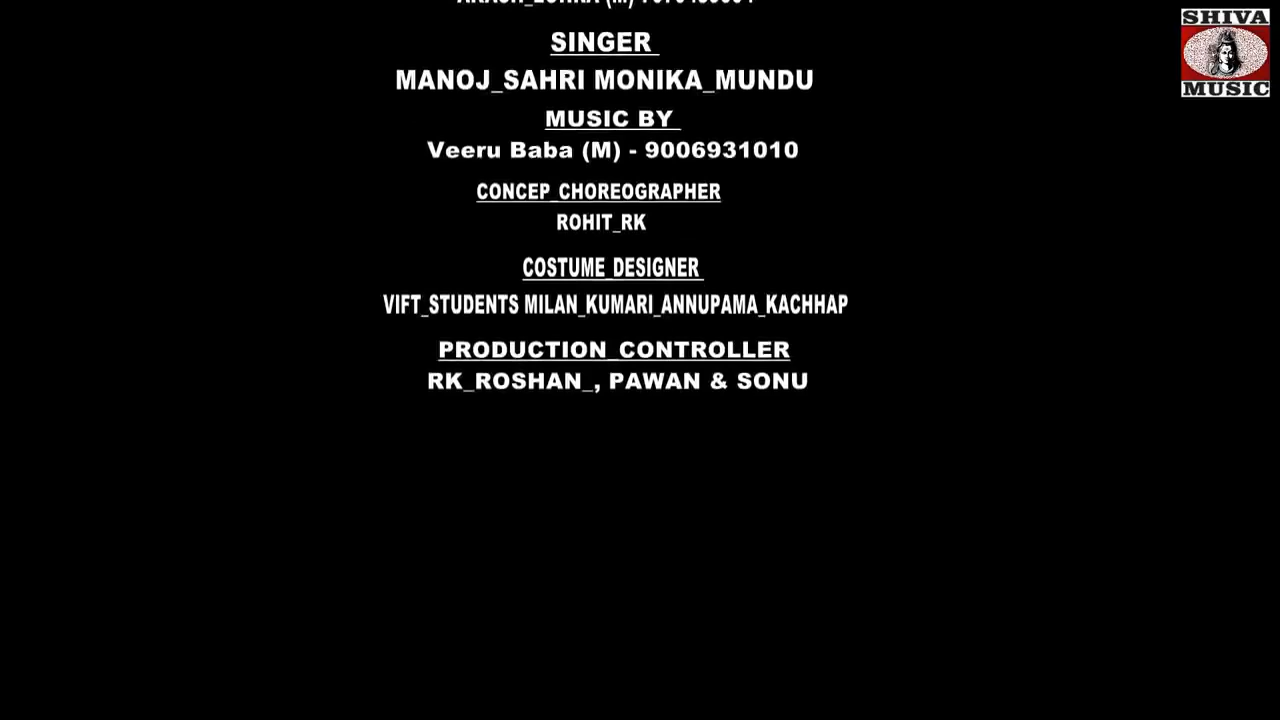 SINGER
MANOJ_SAHRI MONIKA_MUNDU
MUSIC BY
Veeru Baba (M) - 9006931010
CONCEP_CHOREOGRAPHER
ROHIT_RK
COSTUME_DESIGNER
VIFT_STUDENTS MILAN_KUMARI_ANNUPAMA_KACHHAP
PRODUCTION_CONTROLLER
RK_ROSHAN_, PAWAN & SONU
SHIVA
MUSIC